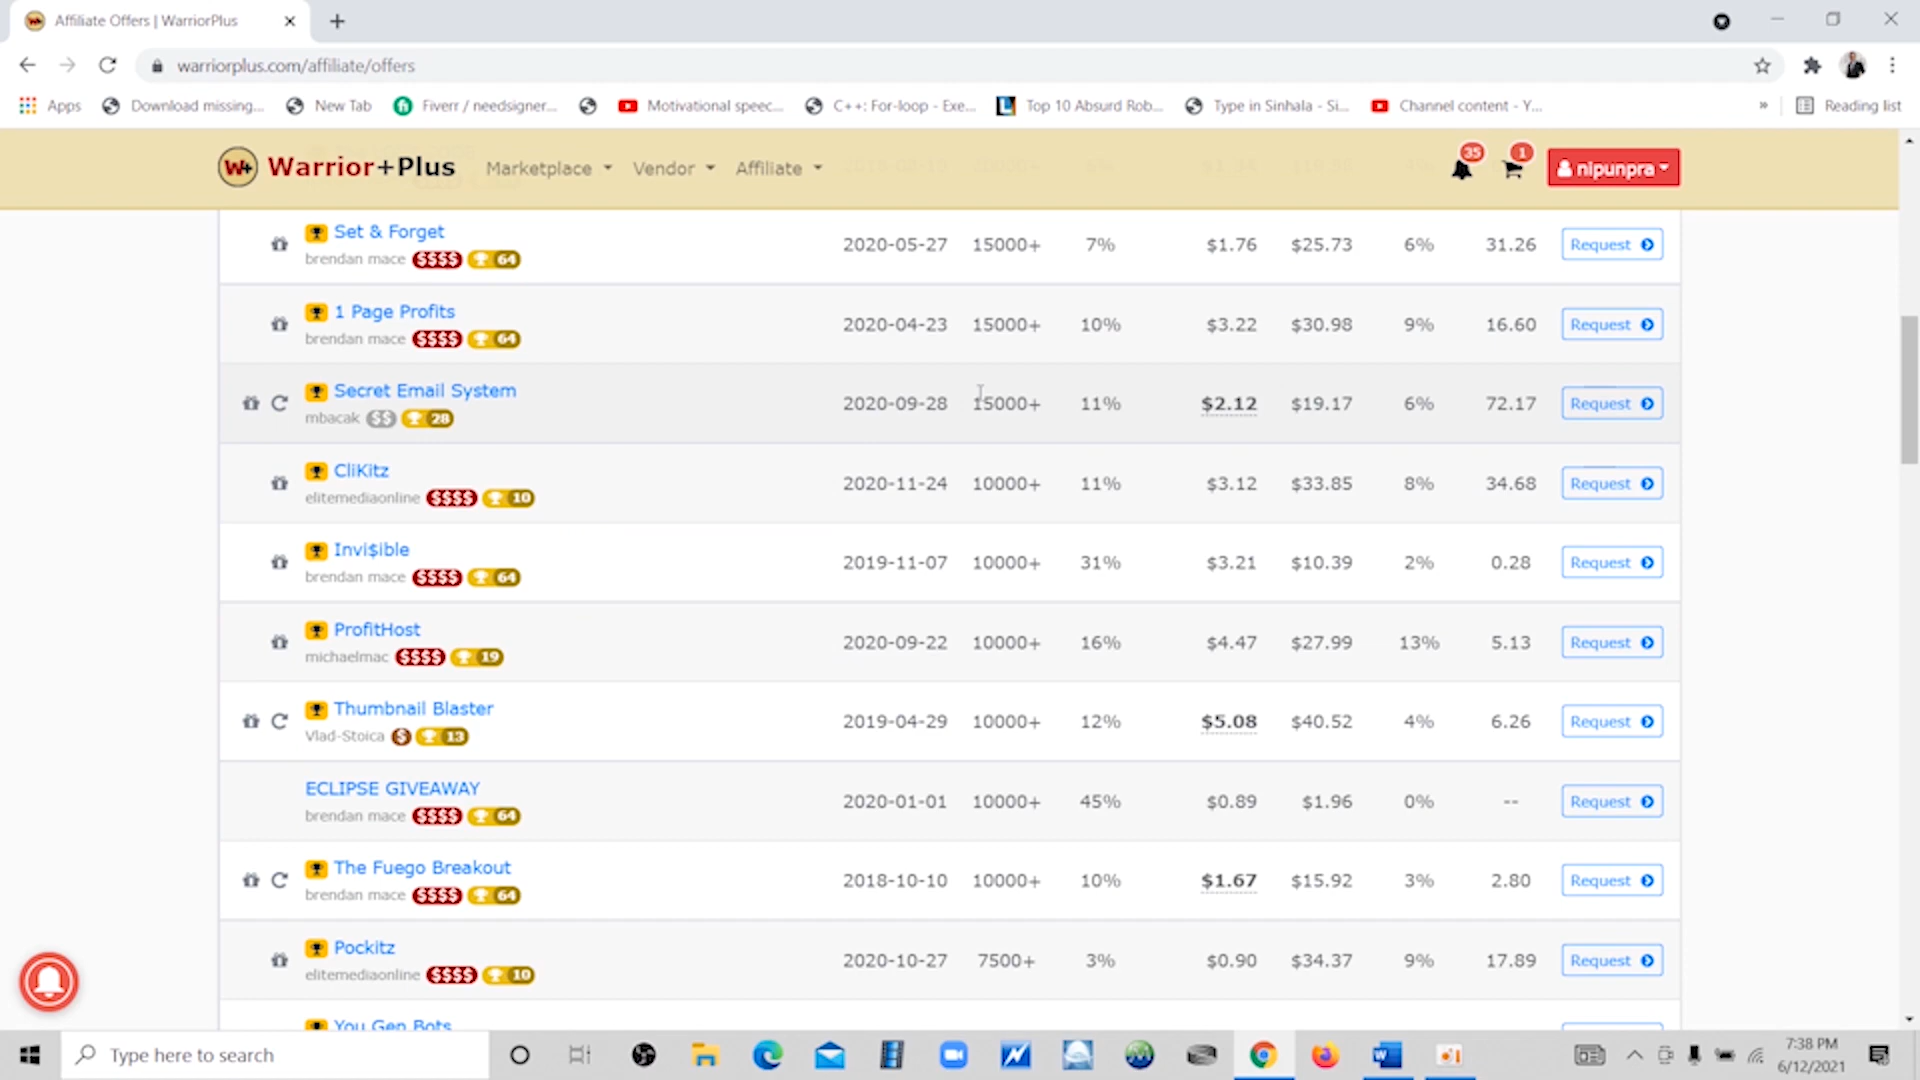 Affiliate Offers | WarriorPlus
warriorplus.com/affiliate/offers
Apps Download missing... New Tab Fiverr / needsigner... Motivational speec... C++: For-loop - Exe... Top 10 Absurd Rob... Type in Sinhala - Si... Channel content - Y... » Reading list
W+ Warrior+Plus Marketplace Vendor Affiliate 35 1 nipunpra
Set & Forget
brendan mace $$$$ 64 2020-05-27 15000+ 7% $1.76 $25.73 6% 31.26 Request
1 Page Profits
brendan mace $$$$ 64 2020-04-23 15000+ 10% $3.22 $30.98 9% 16.60 Request
Secret Email System
mbacak $$ 28 2020-09-28 15000+ 11% $2.12 $19.17 6% 72.17 Request
CliKitz
elitemediaonline $$$$ 10 2020-11-24 10000+ 11% $3.12 $33.85 8% 34.68 Request
Invi$ible
brendan mace $$$$ 64 2019-11-07 10000+ 31% $3.21 $10.39 2% 0.28 Request
ProfitHost
michaelmac $$$$ 19 2020-09-22 10000+ 16% $4.47 $27.99 13% 5.13 Request
Thumbnail Blaster
Vlad-Stoica $ 13 2019-04-29 10000+ 12% $5.08 $40.52 4% 6.26 Request
ECLIPSE GIVEAWAY
brendan mace $$$$ 64 2020-01-01 10000+ 45% $0.89 $1.96 0% -- Request
The Fuego Breakout
brendan mace $$$$ 64 2018-10-10 10000+ 10% $1.67 $15.92 3% 2.80 Request
Pockitz
elitemediaonline $$$$ 10 2020-10-27 7500+ 3% $0.90 $34.37 9% 17.89 Request
You Gen Bots
Type here to search
7:38 PM
6/12/2021